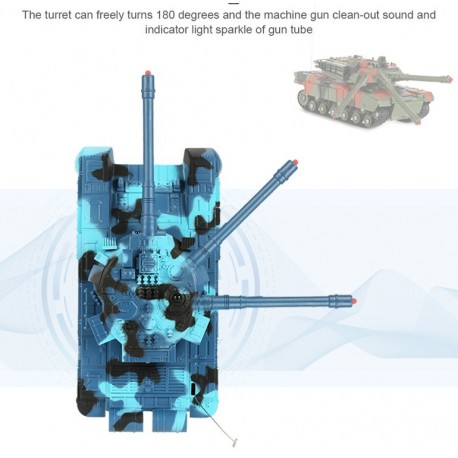 The turret can freely turns 180 degrees and the machine gun clean-out sound and
indicator light sparkle of gun tube